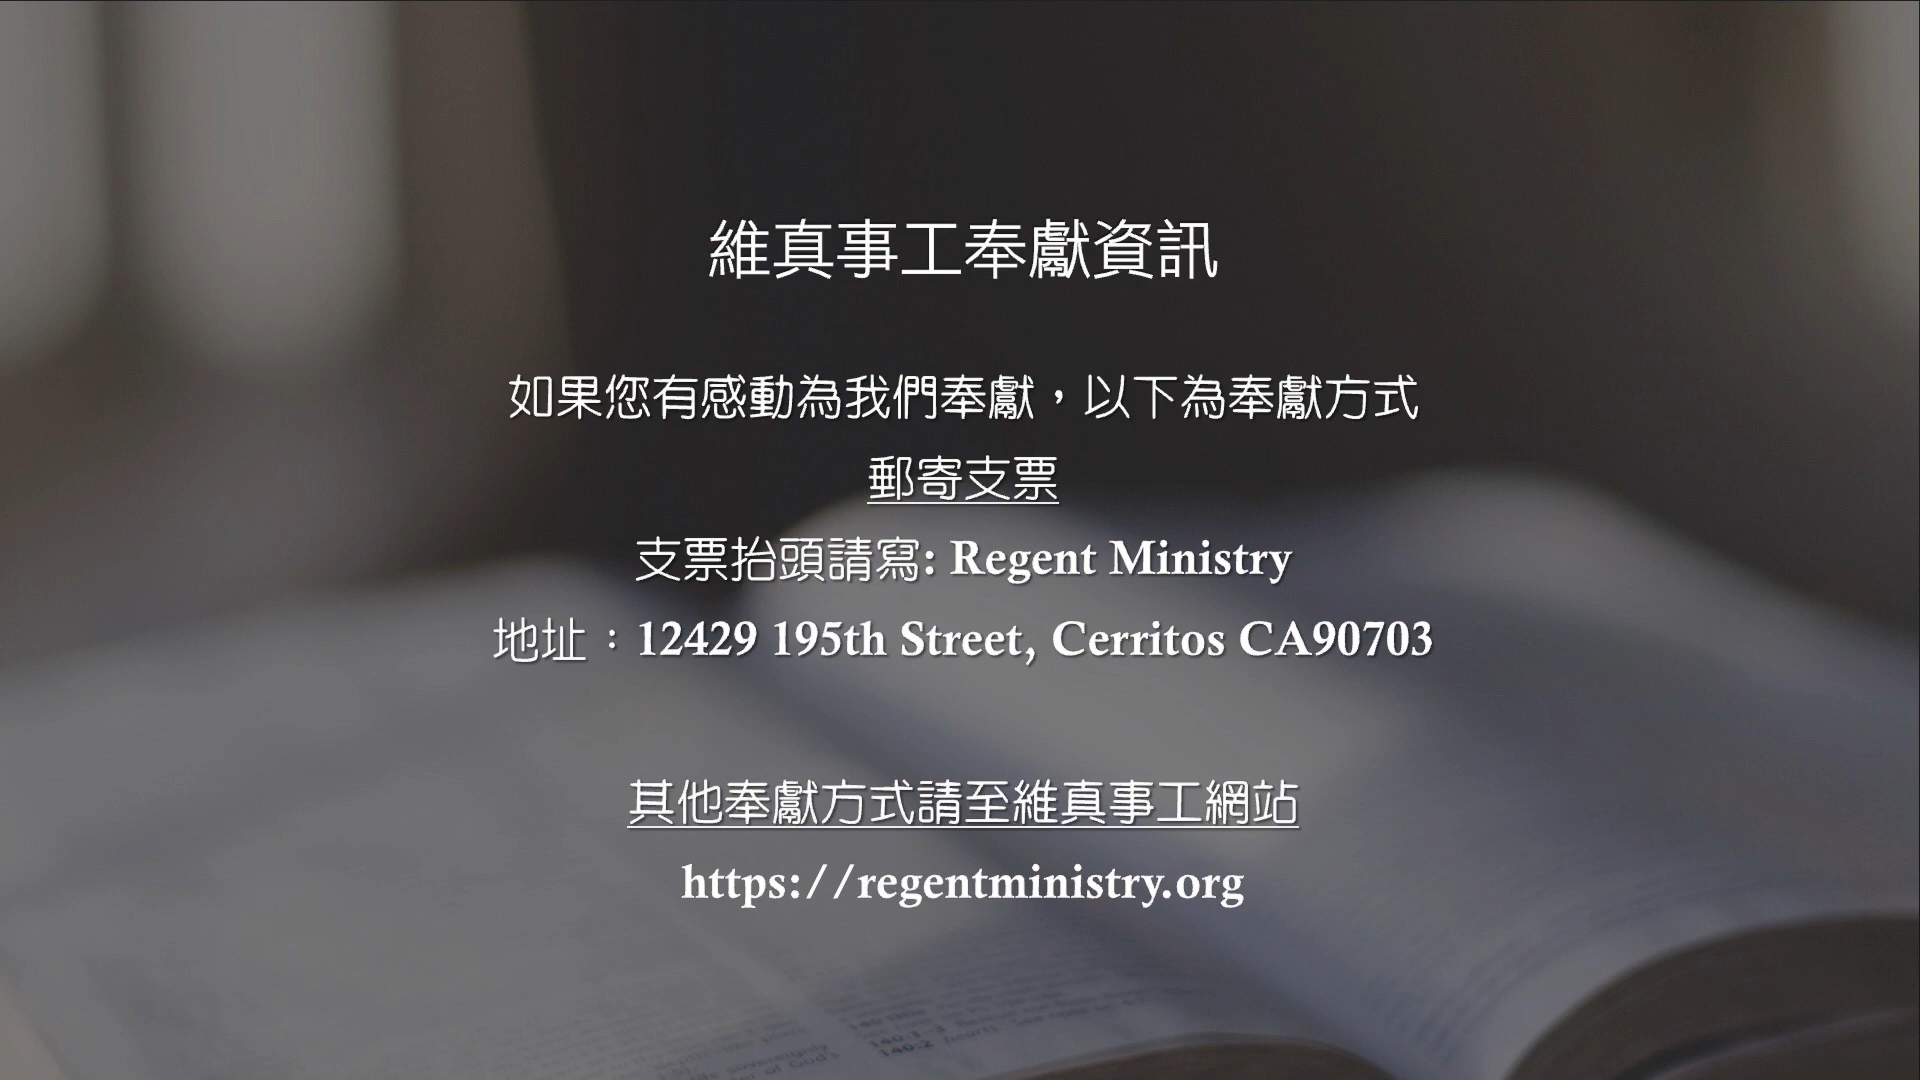 維真事工奉獻資訊
如果您有感動為我們奉獻，以下為奉獻方式
郵寄支票
支票抬頭請寫: Regent Ministry
地址：12429 195th Street, Cerritos CA90703
其他奉獻方式請至維真事工網站
https://regentministry.org